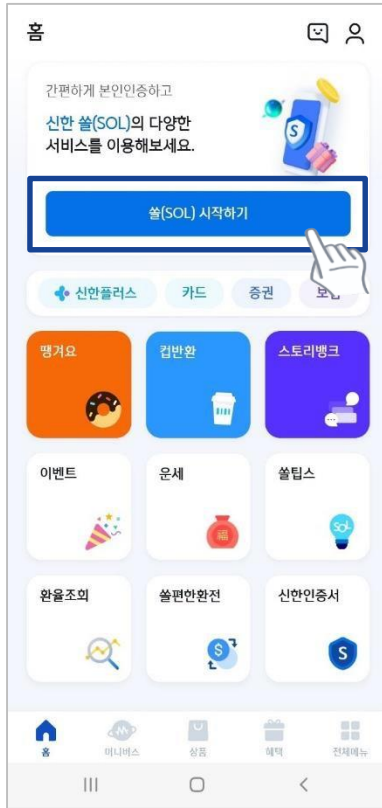 홈
간편하게 본인인증하고
신한 쏠(SOL)의 다양한
서비스를 이용해보세요.
S
쏠(SOL) 시작하기
신한플러스 카드 증권 보험
땡겨요 컵반환 스토리뱅크
이벤트 운세 쏠팁스
福 SOL
환율조회 쏠편한환전 신한인증서
S S
홈 머니버스 상품 혜택 전체메뉴